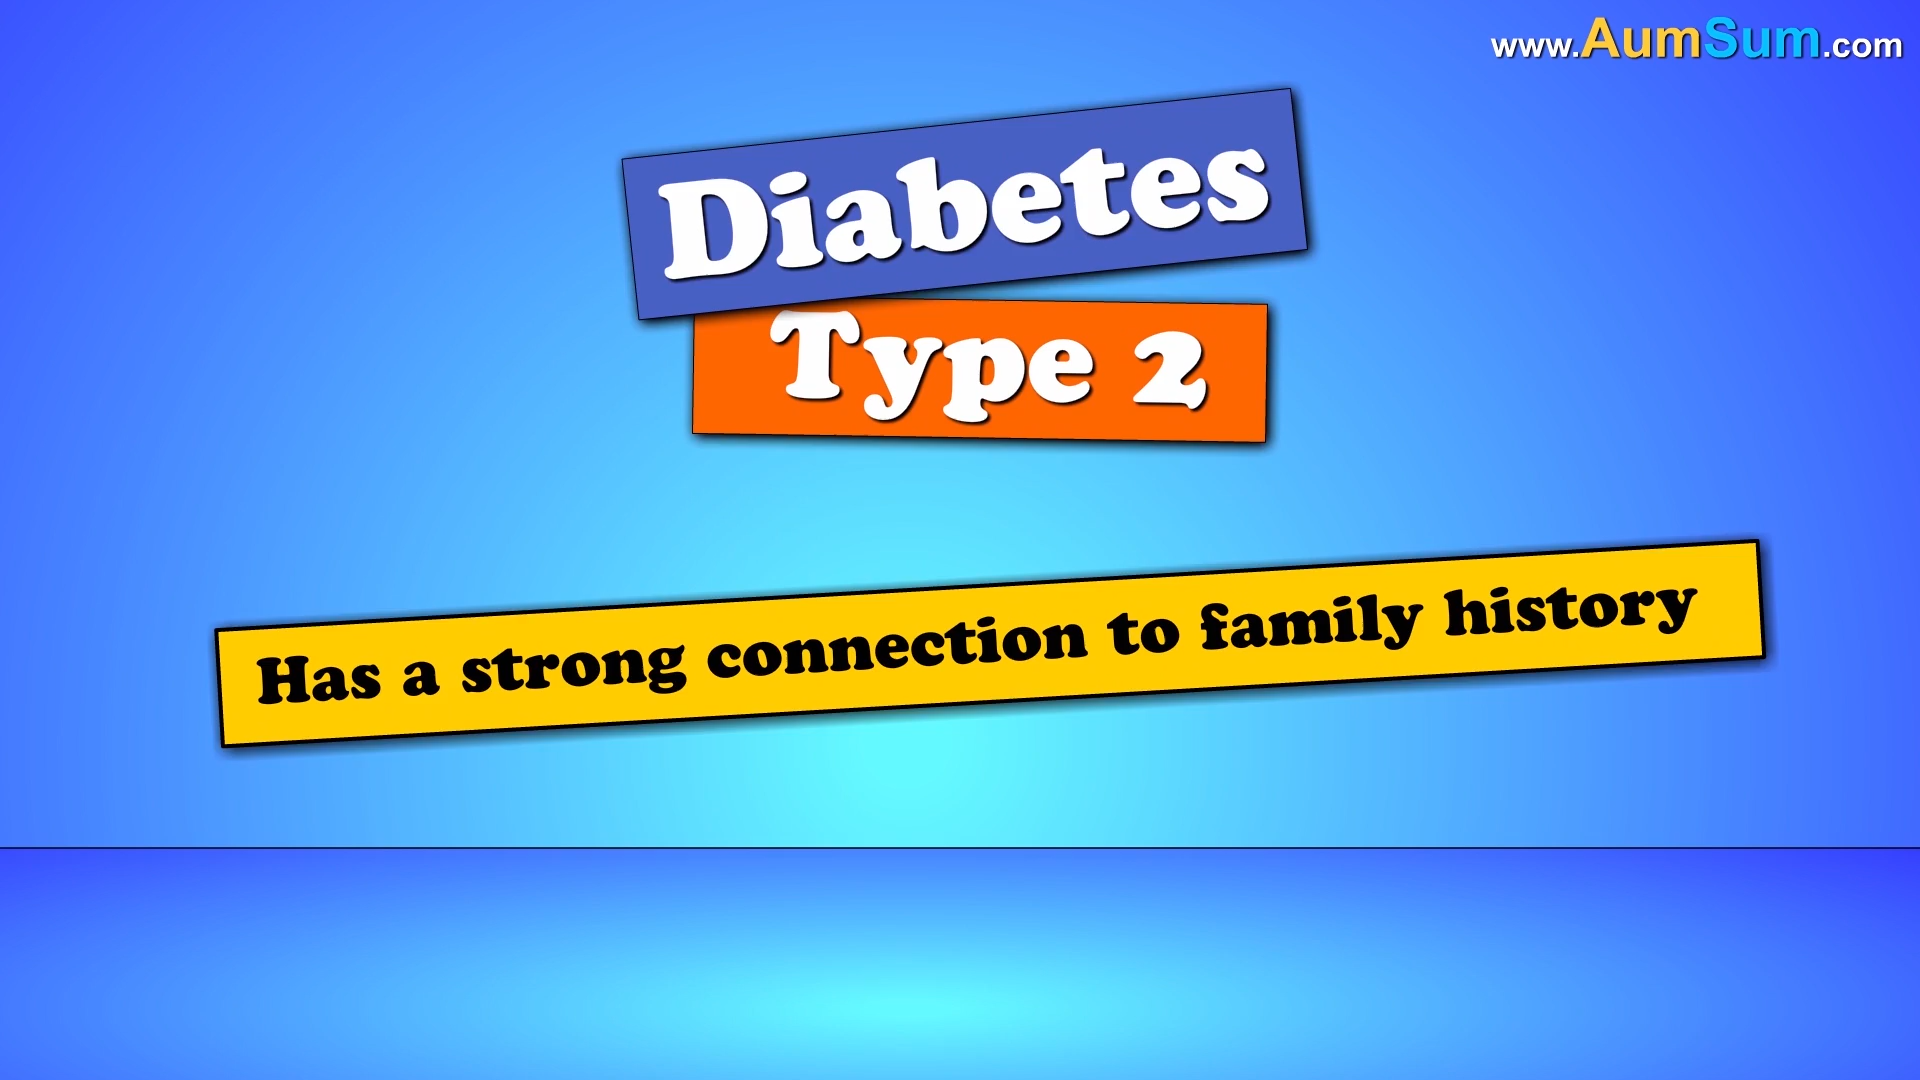 www.AumSum.com
Diabetes
Type 2
Has a strong connection to family history